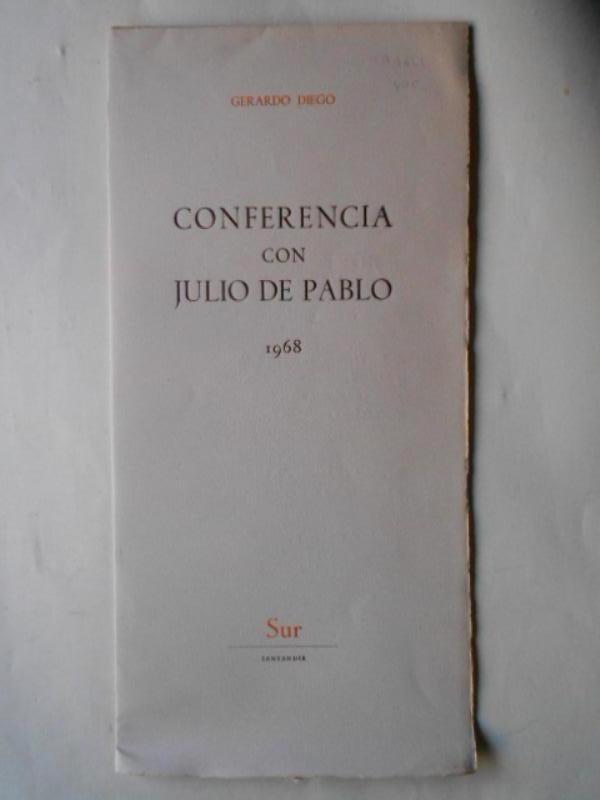 GERARDO DIEGO
CONFERENCIA
CON
JULIO DE PABLO
1968
Sur
SANTANDER